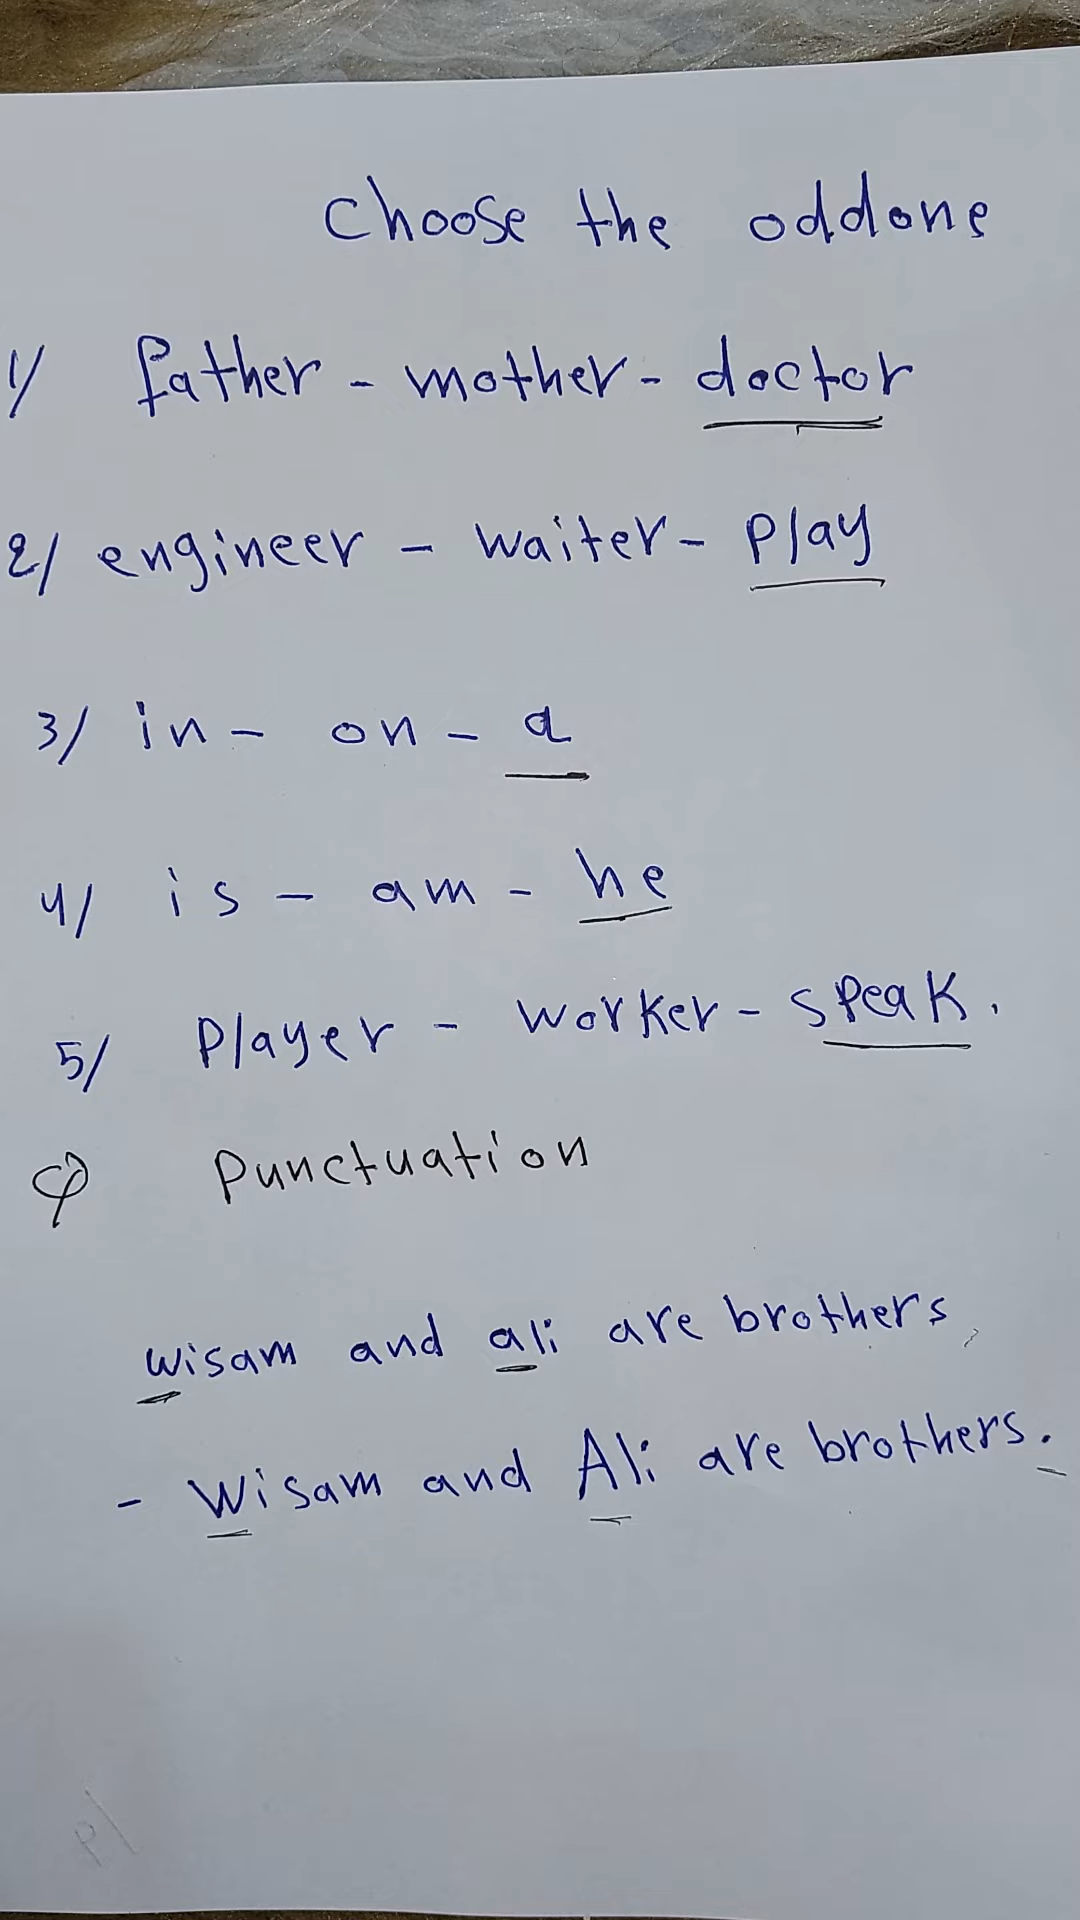 choose the oddone
1/ father - mother - doctor
2/ engineer - waiter - play
3/ in - on - a
4/ is - am - he
5/ player - worker - speak.
Punctuation
wisam and ali are brothers
- Wisam and Ali are brothers.